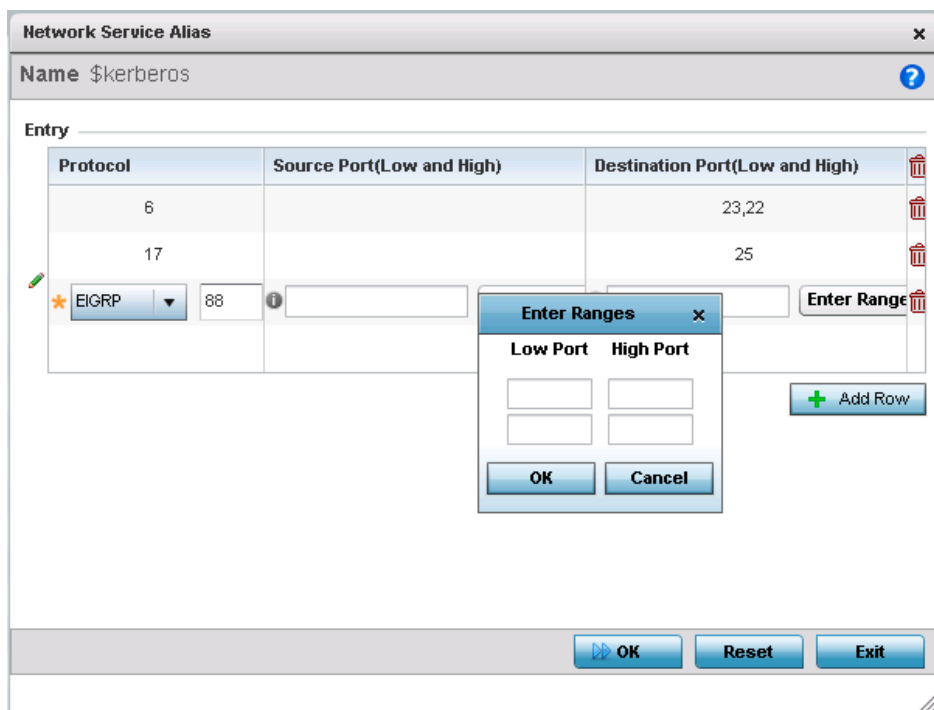 Network Service Alias
Name $kerberos
Entry
Protocol Source Port(Low and High) Destination Port(Low and High)
6 23,22
17 25
EIGRP 88 Enter Range
Enter Ranges
Low Port High Port
OK Cancel
Add Row
OK Reset Exit